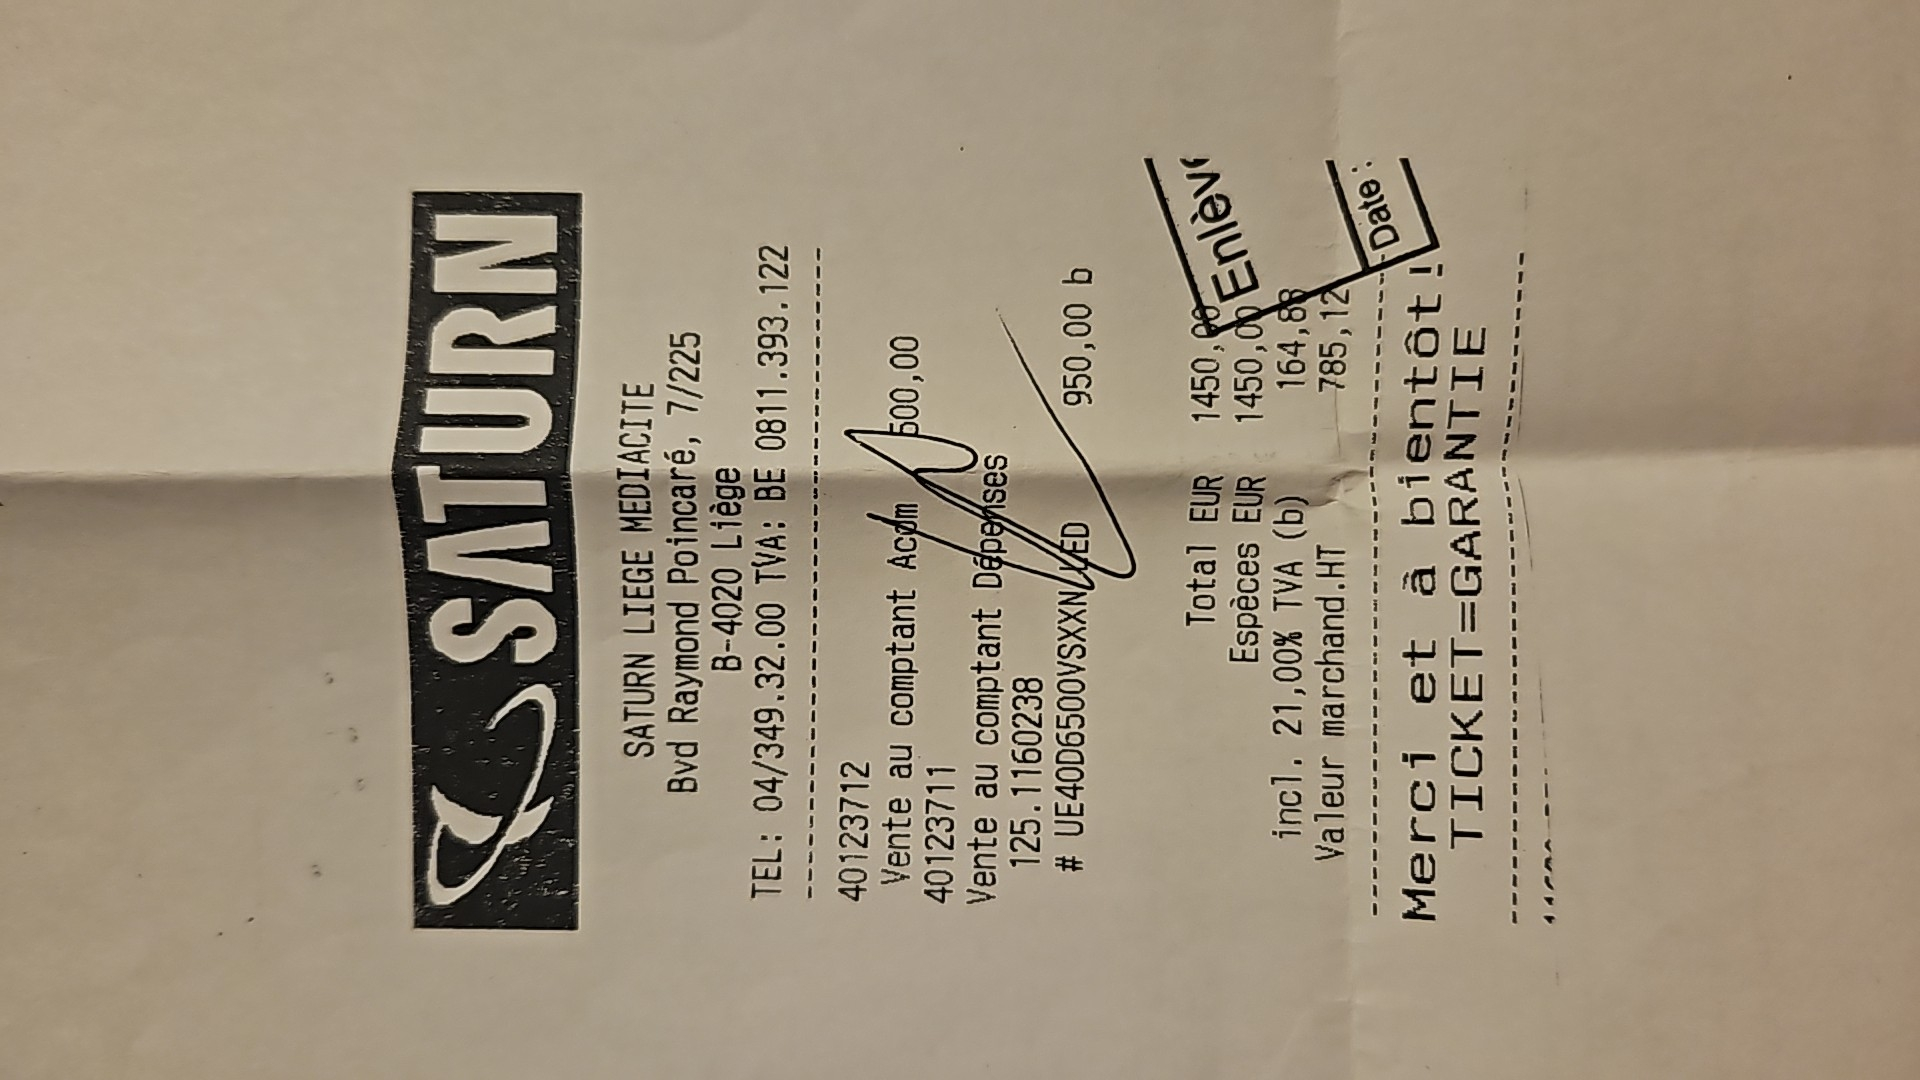 SATURN
SATURN LIEGE MEDIACITE
Bvd Raymond Poincaré, 7/225
B-4020 Liège
TEL: 04/349.32.00 TVA: BE 0811.393.122
40123712
Vente au comptant Acom 500,00
40123711
Vente au comptant Dépenses
125.1160238
# UE40D6500VSXXN LED 950,00 b
Total EUR 1450,00
Espèces EUR 1450,00
incl. 21,00% TVA (b) 164,88
Valeur marchand.HT 785,12
Enlèv
Date:
Merci et à bientôt!
TICKET=GARANTIE